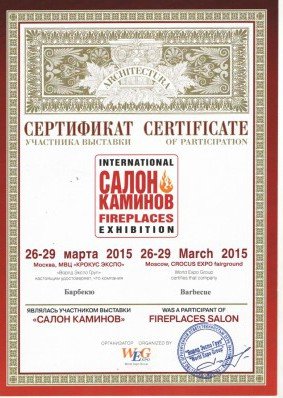 ARCHITECTURA
СЕРТИФИКАТ CERTIFICATE
УЧАСТНИКА ВЫСТАВКИ OF PARTICIPATION
INTERNATIONAL
САЛОН
КАМИНОВ
FIREPLACES
EXHIBITION
26-29 марта 2015 26-29 March 2015
Москва, МВЦ «КРОКУС ЭКСПО» Moscow, CROCUS EXPO fairground
«Ворлд Экспо Груп» World Expo Group
настоящим удостоверяет, что компания certifies that company
Барбекю Barbecue
ЯВЛЯЛАСЬ УЧАСТНИКОМ ВЫСТАВКИ WAS A PARTICIPANT OF
«САЛОН КАМИНОВ» FIREPLACES SALON
ОРГАНИЗАТОР ORGANIZED BY
WEG
World Expo Group
"Ворлд Экспо Груп"
"World Expo Group"